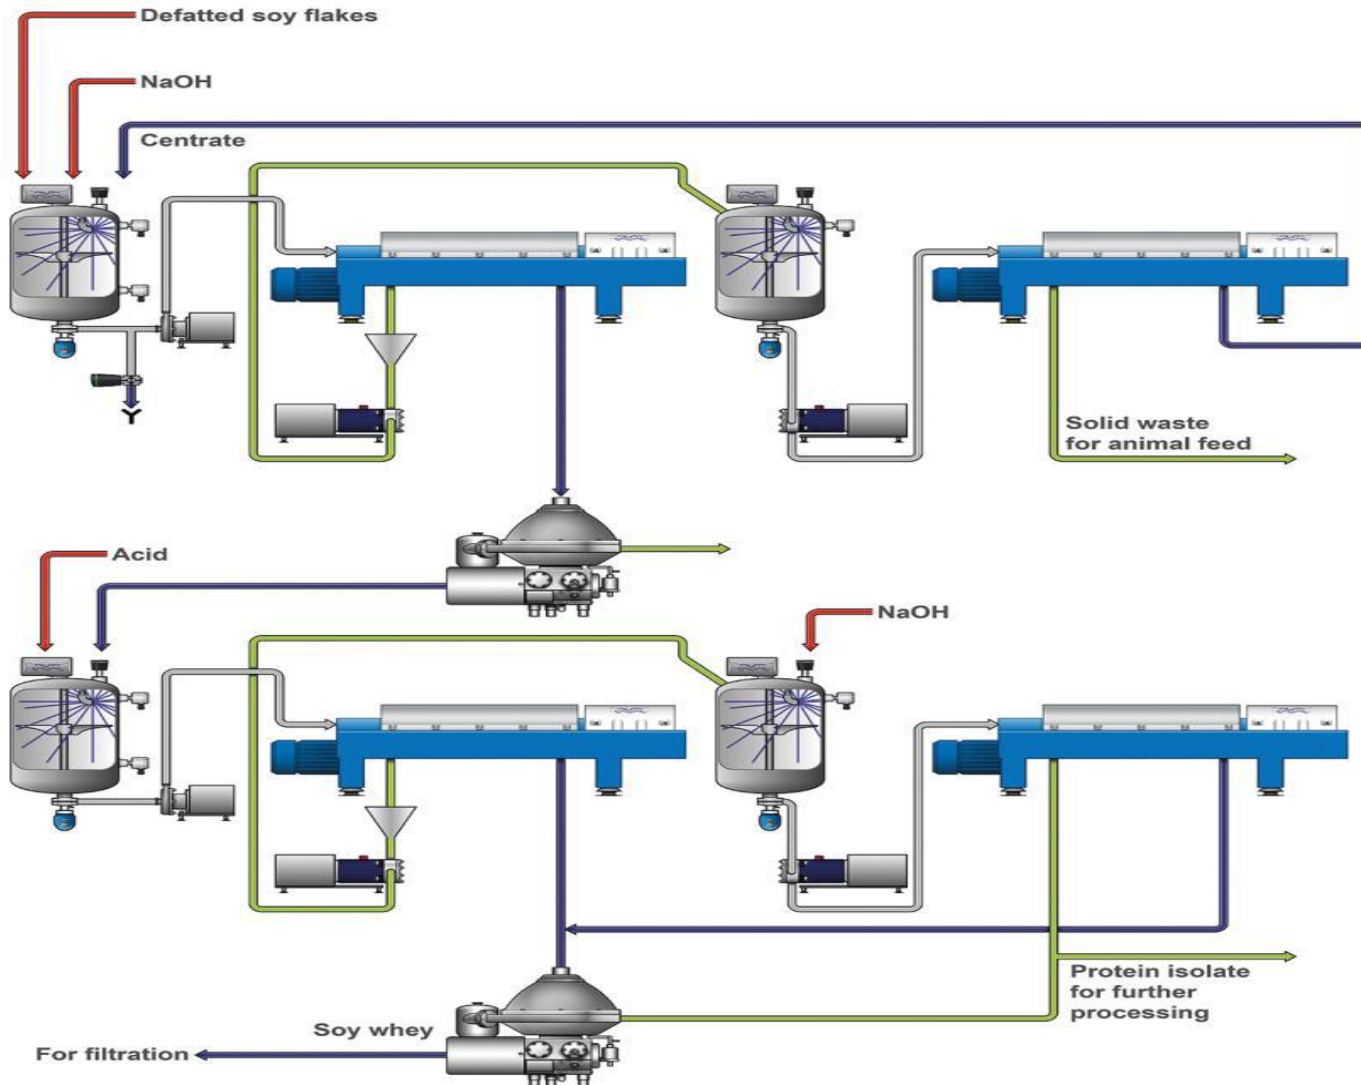 Defatted soy flakes
NaOH
Centrate
Y
Solid waste
for animal feed
Acid
NaOH
Protein isolate
for further
processing
Soy whey
For filtration